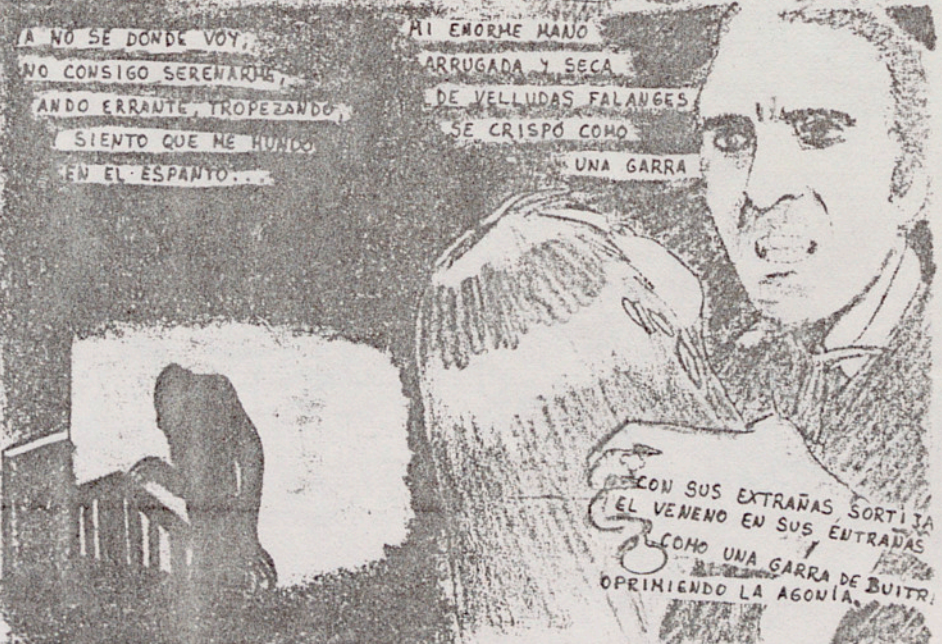 A NO SE DONDE VOY,
NO CONSIGO SERENARME,
ANDO ERRANTE, TROPEZANDO,
SIENTO QUE ME HUNDO
EN EL ESPANTO...
MI ENORME MANO
ARRUGADA Y SECA
DE VELLUDAS FALANGES
SE CRISPÓ COMO
UNA GARRA
CON SUS EXTRAÑAS SORTIJA
EL VENENO EN SUS ENTRAÑAS
COMO UNA GARRA DE BUITR
OPRIMIENDO LA AGONÍA.